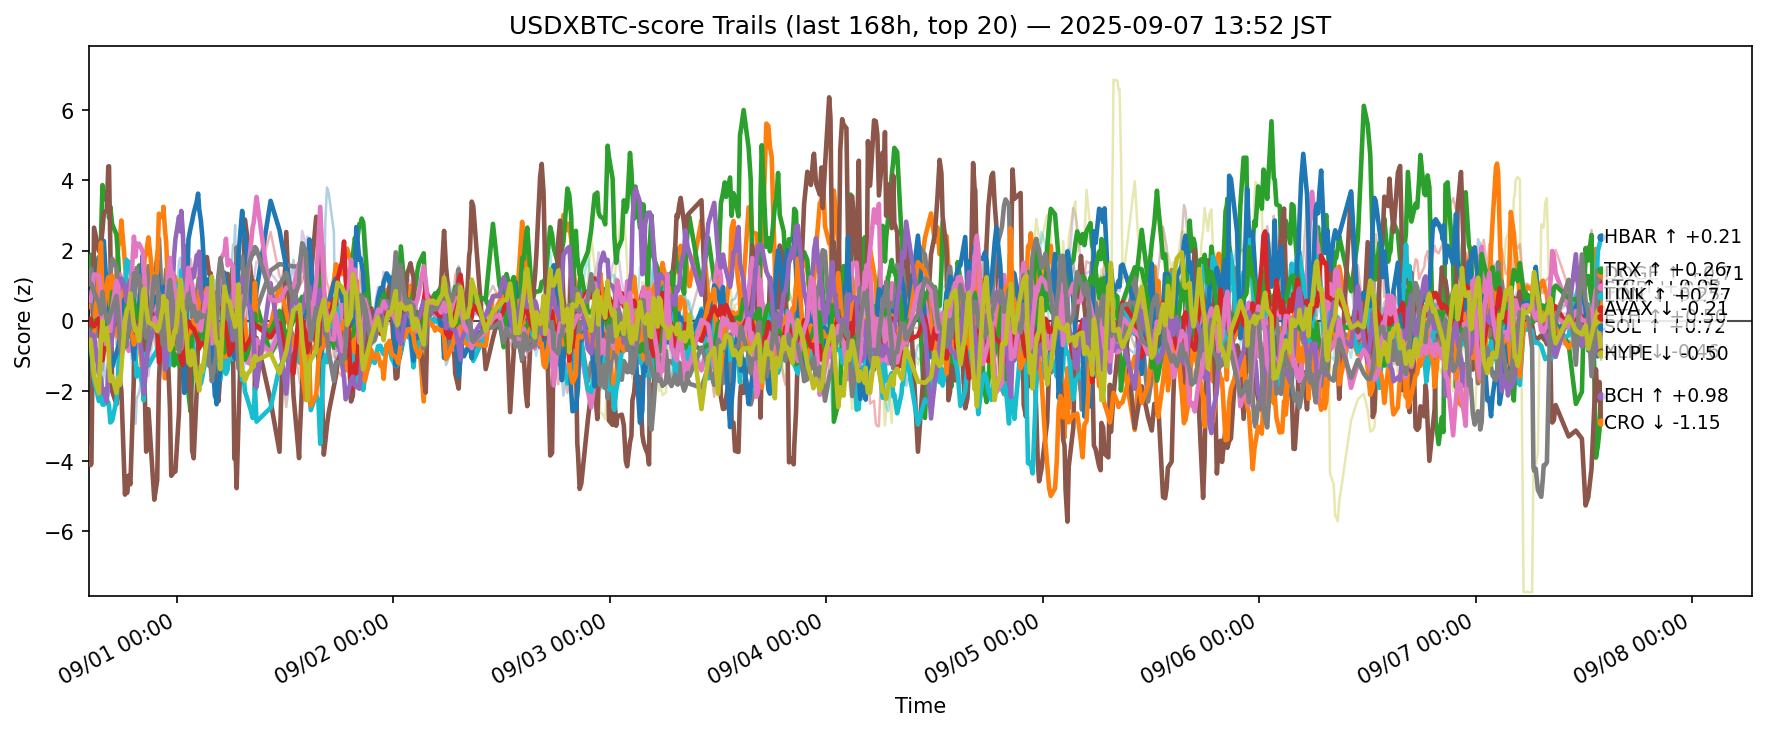 USDXBTC-score Trails (last 168h, top 20) — 2025-09-07 13:52 JST
Score (z)
6
4
2
0
−2
−4
−6
HBAR ↑ +0.21
TRX ↑ +0.26
LINK ↑ +0.77
AVAX ↓ -0.21
SOL ↑ +0.72
HYPE ↓ -0.50
BCH ↑ +0.98
CRO ↓ -1.15
09/01 00:00
09/02 00:00
09/03 00:00
09/04 00:00
09/05 00:00
09/06 00:00
09/07 00:00
09/08 00:00
Time